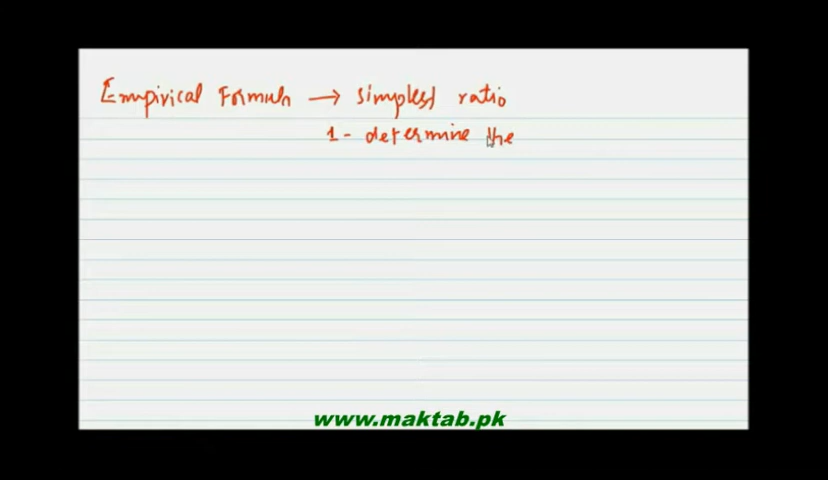 Empirical Formula → simplest ratio
1- determine the
www.maktab.pk